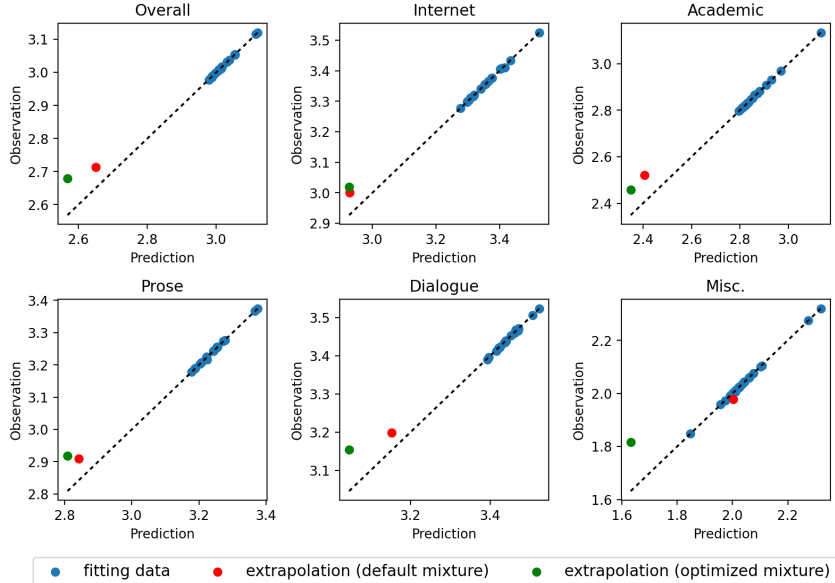 Overall
Observation
3.1
3.0
2.9
2.8
2.7
2.6
2.6
2.8
3.0
Prediction
Internet
Observation
3.5
3.4
3.3
3.2
3.1
3.0
2.9
3.0
3.2
3.4
Prediction
Academic
Observation
3.0
2.8
2.6
2.4
2.4
2.6
2.8
3.0
Prediction
Prose
Observation
3.4
3.3
3.2
3.1
3.0
2.9
2.8
2.8
3.0
3.2
3.4
Prediction
Dialogue
Observation
3.5
3.4
3.3
3.2
3.1
3.2
3.4
Prediction
Misc.
Observation
2.2
2.0
1.8
1.6
1.6
1.8
2.0
2.2
Prediction
fitting data
extrapolation (default mixture)
extrapolation (optimized mixture)